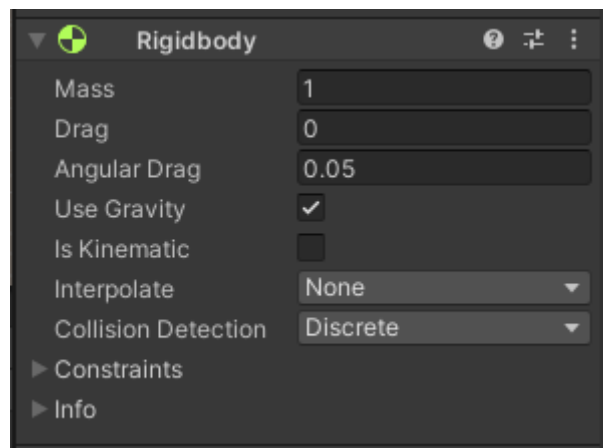 Rigidbody
Mass 1
Drag 0
Angular Drag 0.05
Use Gravity
Is Kinematic
Interpolate None
Collision Detection Discrete
Constraints
Info